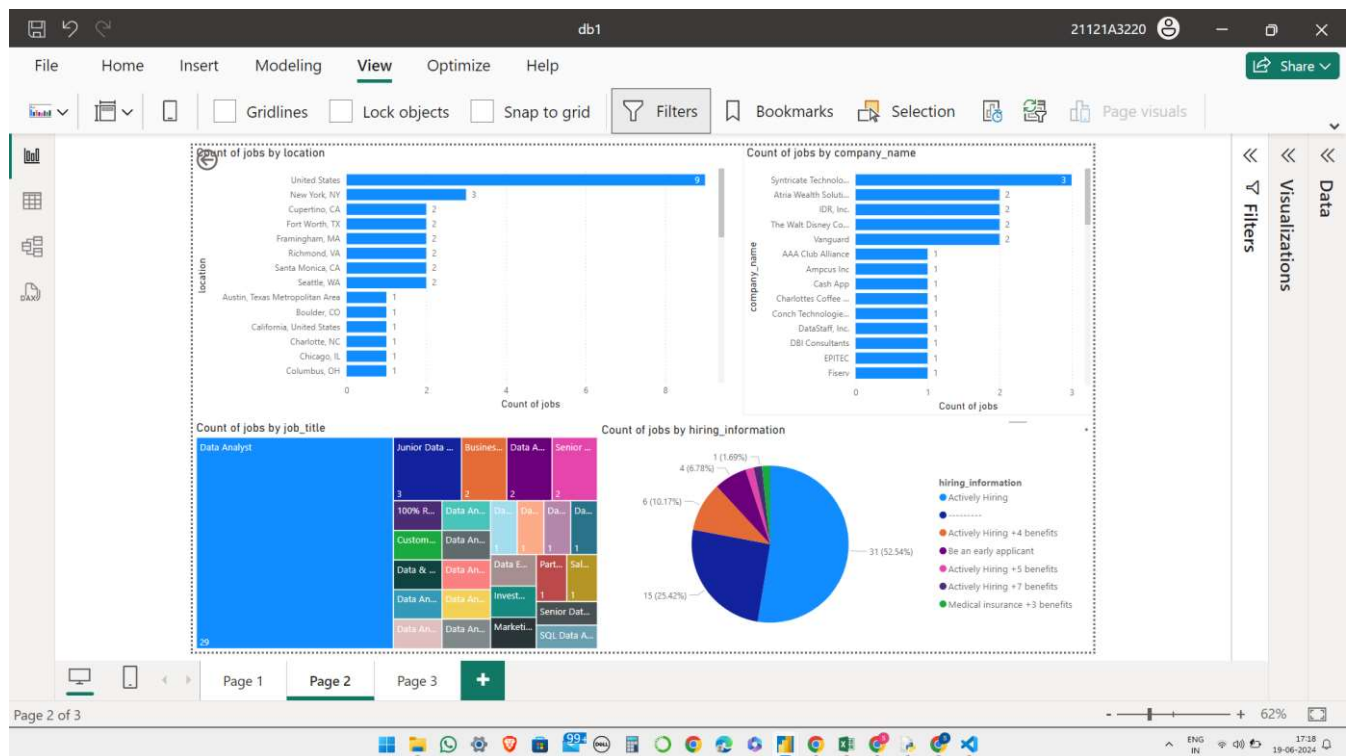 db1
21121A3220
File Home Insert Modeling View Optimize Help
Share
Gridlines Lock objects Snap to grid Filters Bookmarks Selection Page visuals
Count of jobs by location
United States 9
New York, NY 3
Cupertino, CA 2
Fort Worth, TX 2
Framingham, MA 2
Richmond, VA 2
Santa Monica, CA 2
Seattle, WA 2
Austin, Texas Metropolitan Area 1
Boulder, CO 1
California, United States 1
Charlotte, NC 1
Chicago, IL 1
Columbus, OH 1
location
0 2 4 6 8
Count of jobs
Count of jobs by company_name
Syntricate Technolo... 3
Atria Wealth Soluti... 2
IDR, Inc. 2
The Walt Disney Co... 2
Vanguard 2
AAA Club Alliance 1
Ampcus Inc 1
Cash App 1
Charlottes Coffee ... 1
Conch Technologie... 1
DataStaff, Inc. 1
DBI Consultants 1
EPITEC 1
Fiserv 1
company_name
0 1 2 3
Count of jobs
Filters
Visualizations
Data
Count of jobs by job_title
Data Analyst
29
Junior Data ...
3
Busines...
2
Data A...
2
Senior ...
2
100% R...
Data An...
Da...
1
Da...
1
Da...
1
Da...
1
Custom...
Data An...
Data & ...
Data An...
Data E...
Part...
1
Sal...
1
Data An...
Data An...
Invest...
Senior Dat...
Data An...
Data An...
Marketi...
SQL Data A...
Count of jobs by hiring_information
1 (1.69%)
4 (6.78%)
6 (10.17%)
15 (25.42%)
31 (52.54%)
hiring_information
Actively Hiring
----------
Actively Hiring +4 benefits
Be an early applicant
Actively Hiring +5 benefits
Actively Hiring +7 benefits
Medical insurance +3 benefits
Page 1 Page 2 Page 3 +
Page 2 of 3
- + 62%
99+
ENG
IN
17:18
19-06-2024